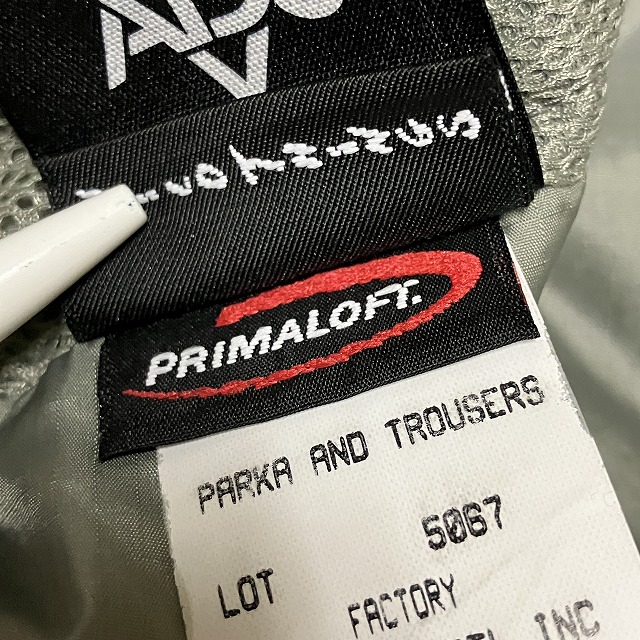 PRIMALOFT.
PARKA AND TROUSERS
5067
LOT FACTORY
INC